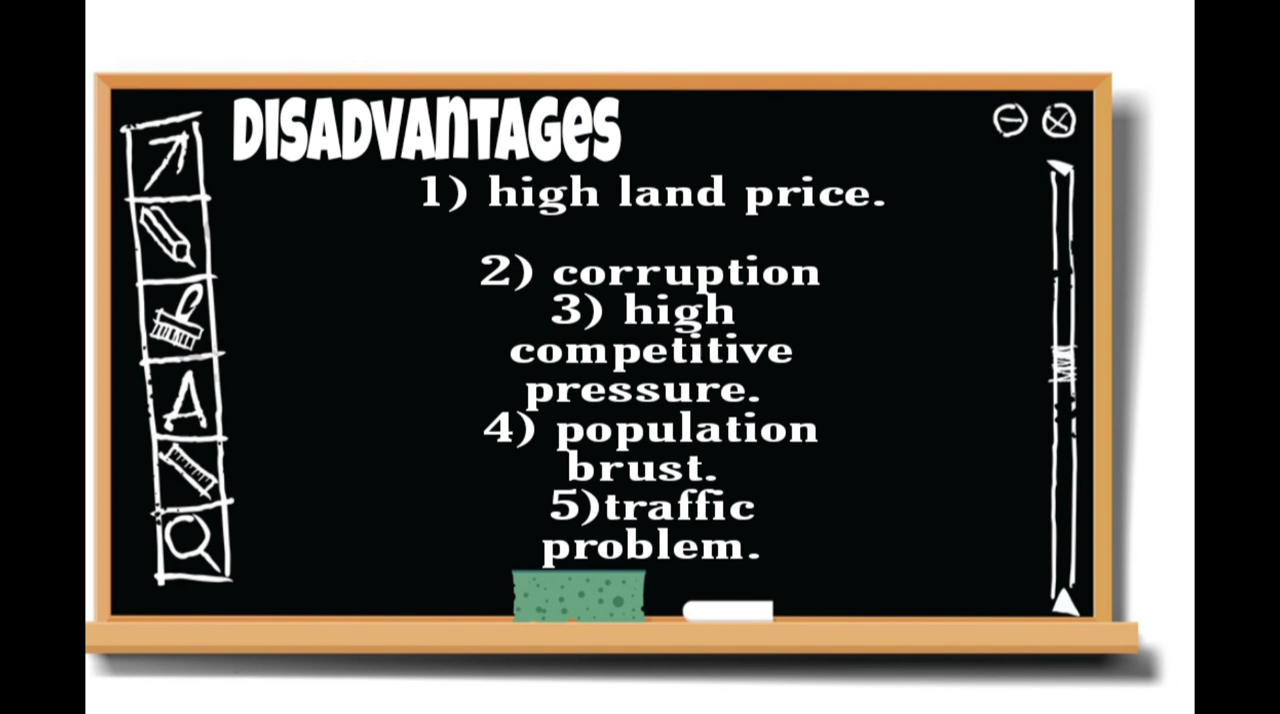 DISADVANTAGES
1) high land price.
2) corruption
3) high
competitive
pressure.
4) population
brust.
5)traffic
problem.